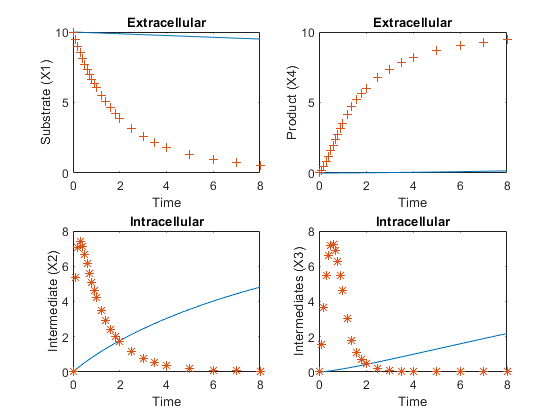 Extracellular
Extracellular
10
5
0
Substrate (X1)
0 2 4 6 8
Time
10
5
0
Product (X4)
0 2 4 6 8
Time
Intracellular
Intracellular
8
6
4
2
0
Intermediate (X2)
0 2 4 6 8
Time
8
6
4
2
0
Intermediates (X3)
0 2 4 6 8
Time